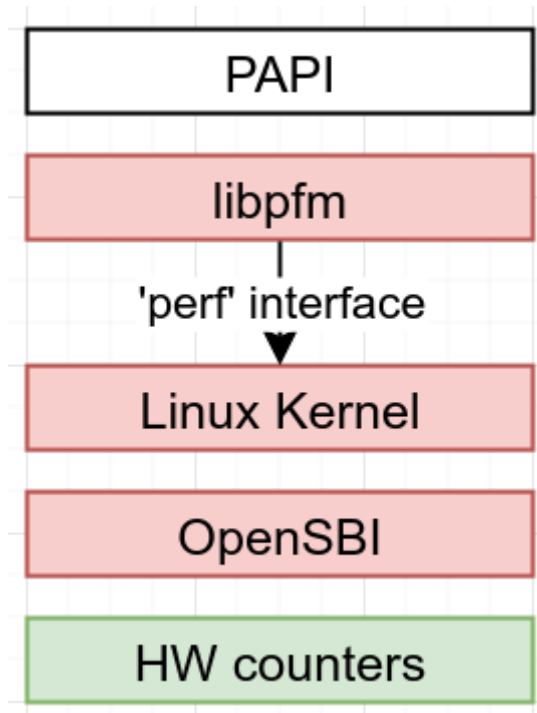 PAPI
libpfm
'perf' interface
Linux Kernel
OpenSBI
HW counters